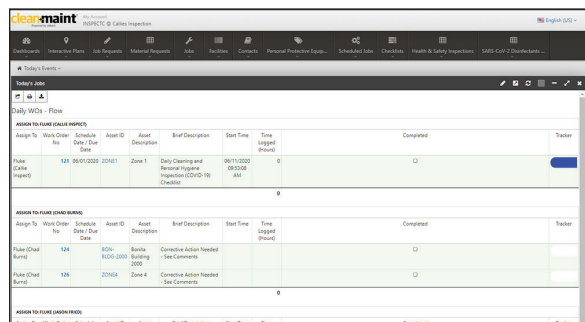 cleanmaint
My Account
INSPECTC @ Callies Inspection
English (US)
Dashboards Interactive Plans Job Requests Material Requests Jobs Facilities Contacts Personal Protective Equip... Scheduled Jobs Checklists Health & Safety Inspections SARS-CoV-2 Disinfectants ...
Today's Events
Today's Jobs
Daily WOs - Flow
ASSIGN TO: FLUKE (CALLIE INSPECT)
Assign To Work Order No Schedule Date / Due Date Asset ID Asset Description Brief Description Start Time Time Logged (Hours) Completed Tracker
Fluke (Callie Inspect) 125 06/01/2020 ZONE1 Zone 1 Daily Cleaning and Personal Hygiene Inspection (COVID-19) Checklist 06/11/2020 09:53:08 AM 0
0
ASSIGN TO: FLUKE (CHAD BURNS)
Assign To Work Order No Schedule Date / Due Date Asset ID Asset Description Brief Description Start Time Time Logged (Hours) Completed Tracker
Fluke (Chad Burns) 124 BON-BLDG-2000 Bonita Building 2000 Corrective Action Needed - See Comments
Fluke (Chad Burns) 126 ZONE4 Zone 4 Corrective Action Needed - See Comments
0
ASSIGN TO: FLUKE (JASON FRIED)